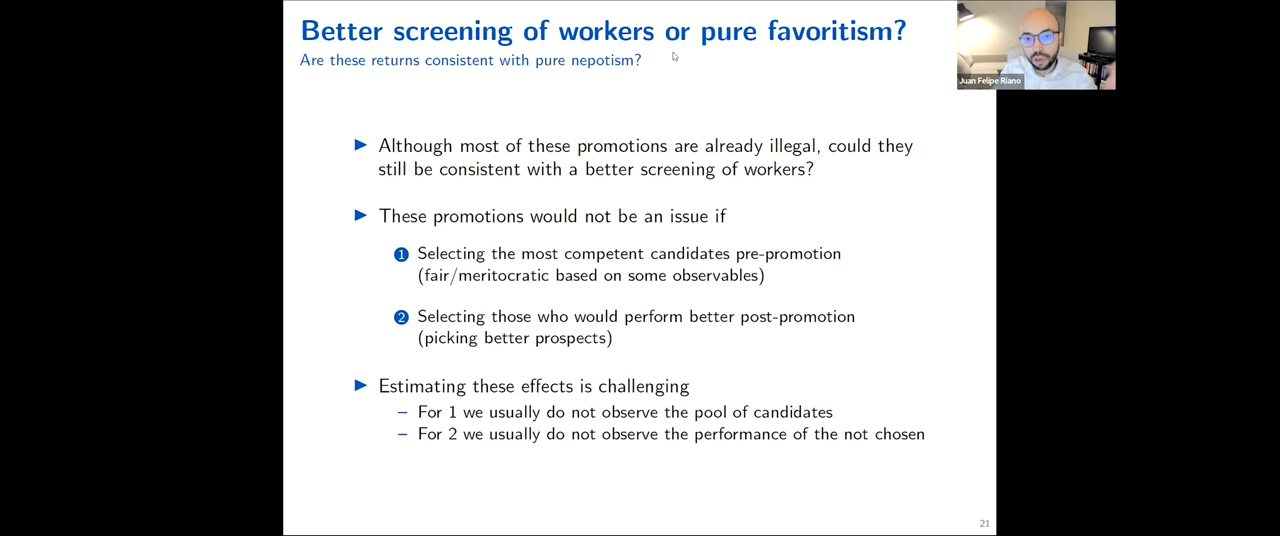 Better screening of workers or pure favoritism?
Are these returns consistent with pure nepotism?
Juan Felipe Riano
Although most of these promotions are already illegal, could they
still be consistent with a better screening of workers?
These promotions would not be an issue if
1 Selecting the most competent candidates pre-promotion
(fair/meritocratic based on some observables)
2 Selecting those who would perform better post-promotion
(picking better prospects)
Estimating these effects is challenging
– For 1 we usually do not observe the pool of candidates
– For 2 we usually do not observe the performance of the not chosen
21